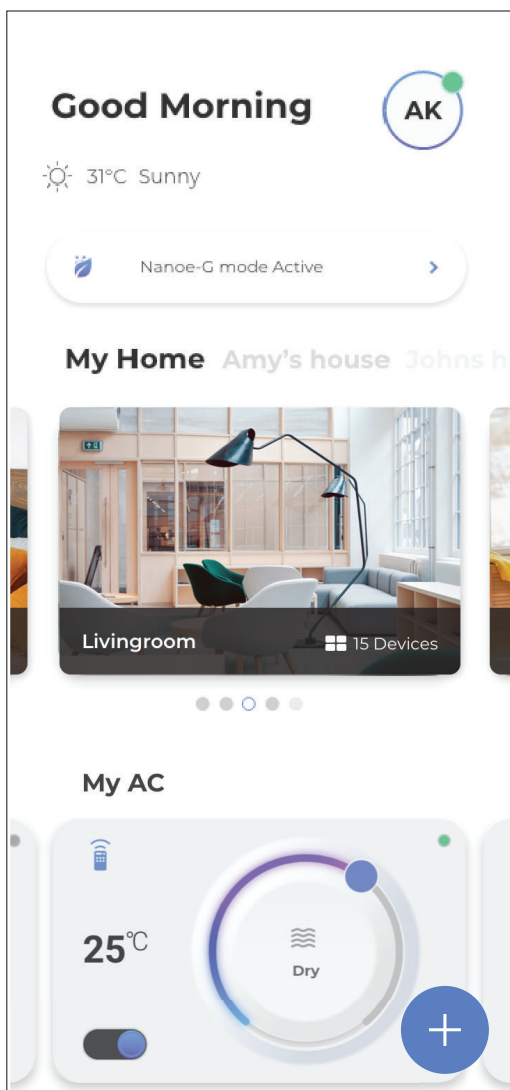 Good Morning
AK
31°C Sunny
Nanoe-G mode Active
My Home Amy's house Johns h
Livingroom
15 Devices
My AC
25°C
Dry